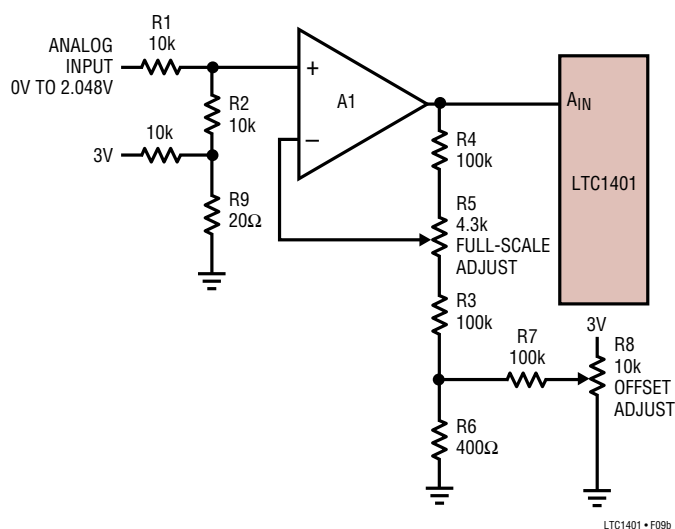 ANALOG
INPUT
0V TO 2.048V
R1
10k
R2
10k
10k
3V
R9
20Ω
+
−
A1
R4
100k
R5
4.3k
FULL-SCALE
ADJUST
R3
100k
R7
100k
R6
400Ω
AIN
LTC1401
3V
R8
10k
OFFSET
ADJUST
LTC1401 • F09b